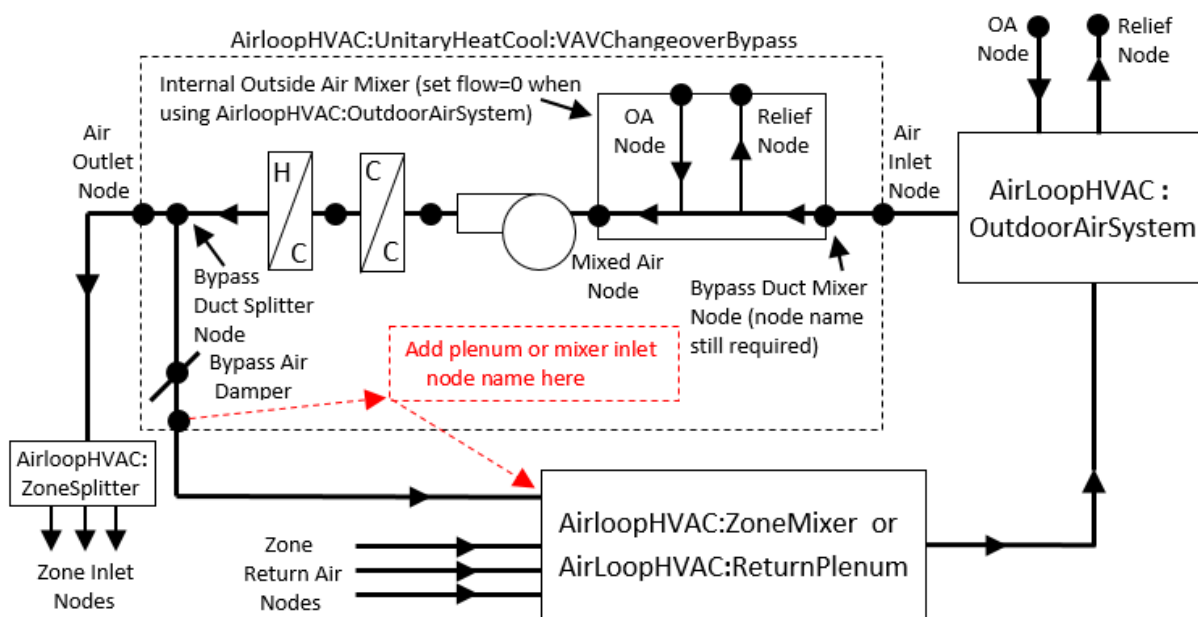 AirloopHVAC:UnitaryHeatCool:VAVChangeoverBypass
OA
Node
Relief
Node
Internal Outside Air Mixer (set flow=0 when
using AirloopHVAC:OutdoorAirSystem)
OA
Node
Relief
Node
Air
Outlet
Node
Air
Inlet
Node
H
C
C
C
AirLoopHVAC :
OutdoorAirSystem
Mixed Air
Node
Bypass
Duct Splitter
Node
Bypass Duct Mixer
Node (node name
still required)
Bypass Air
Damper
Add plenum or mixer inlet
node name here
AirloopHVAC:
ZoneSplitter
Zone Inlet
Nodes
Zone
Return Air
Nodes
AirloopHVAC:ZoneMixer or
AirLoopHVAC:ReturnPlenum